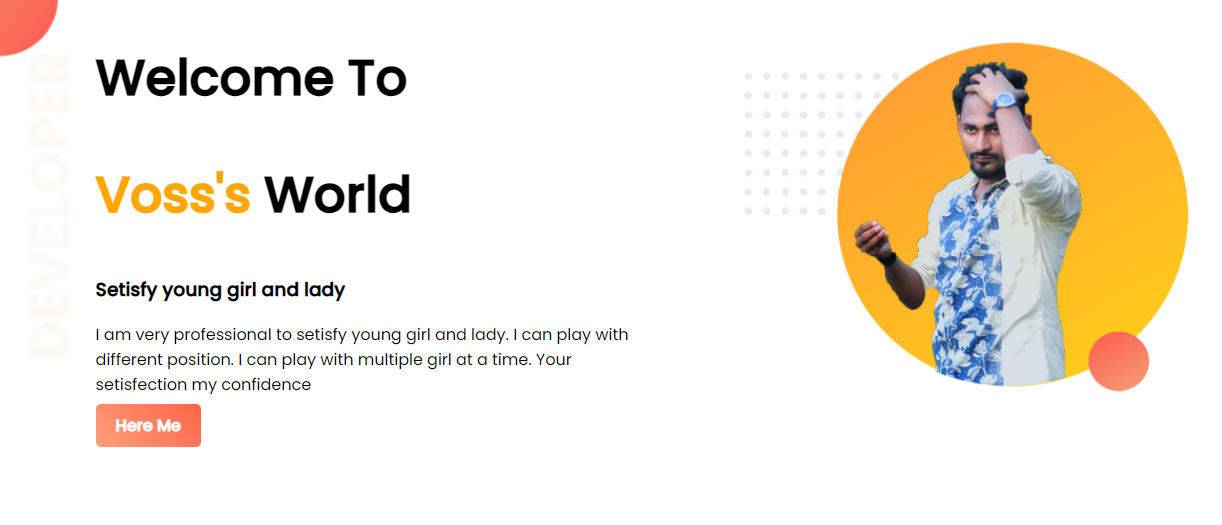 DEVELOPER
Welcome To
Voss's World
Setisfy young girl and lady
I am very professional to setisfy young girl and lady. I can play with
different position. I can play with multiple girl at a time. Your
setisfection my confidence
Here Me